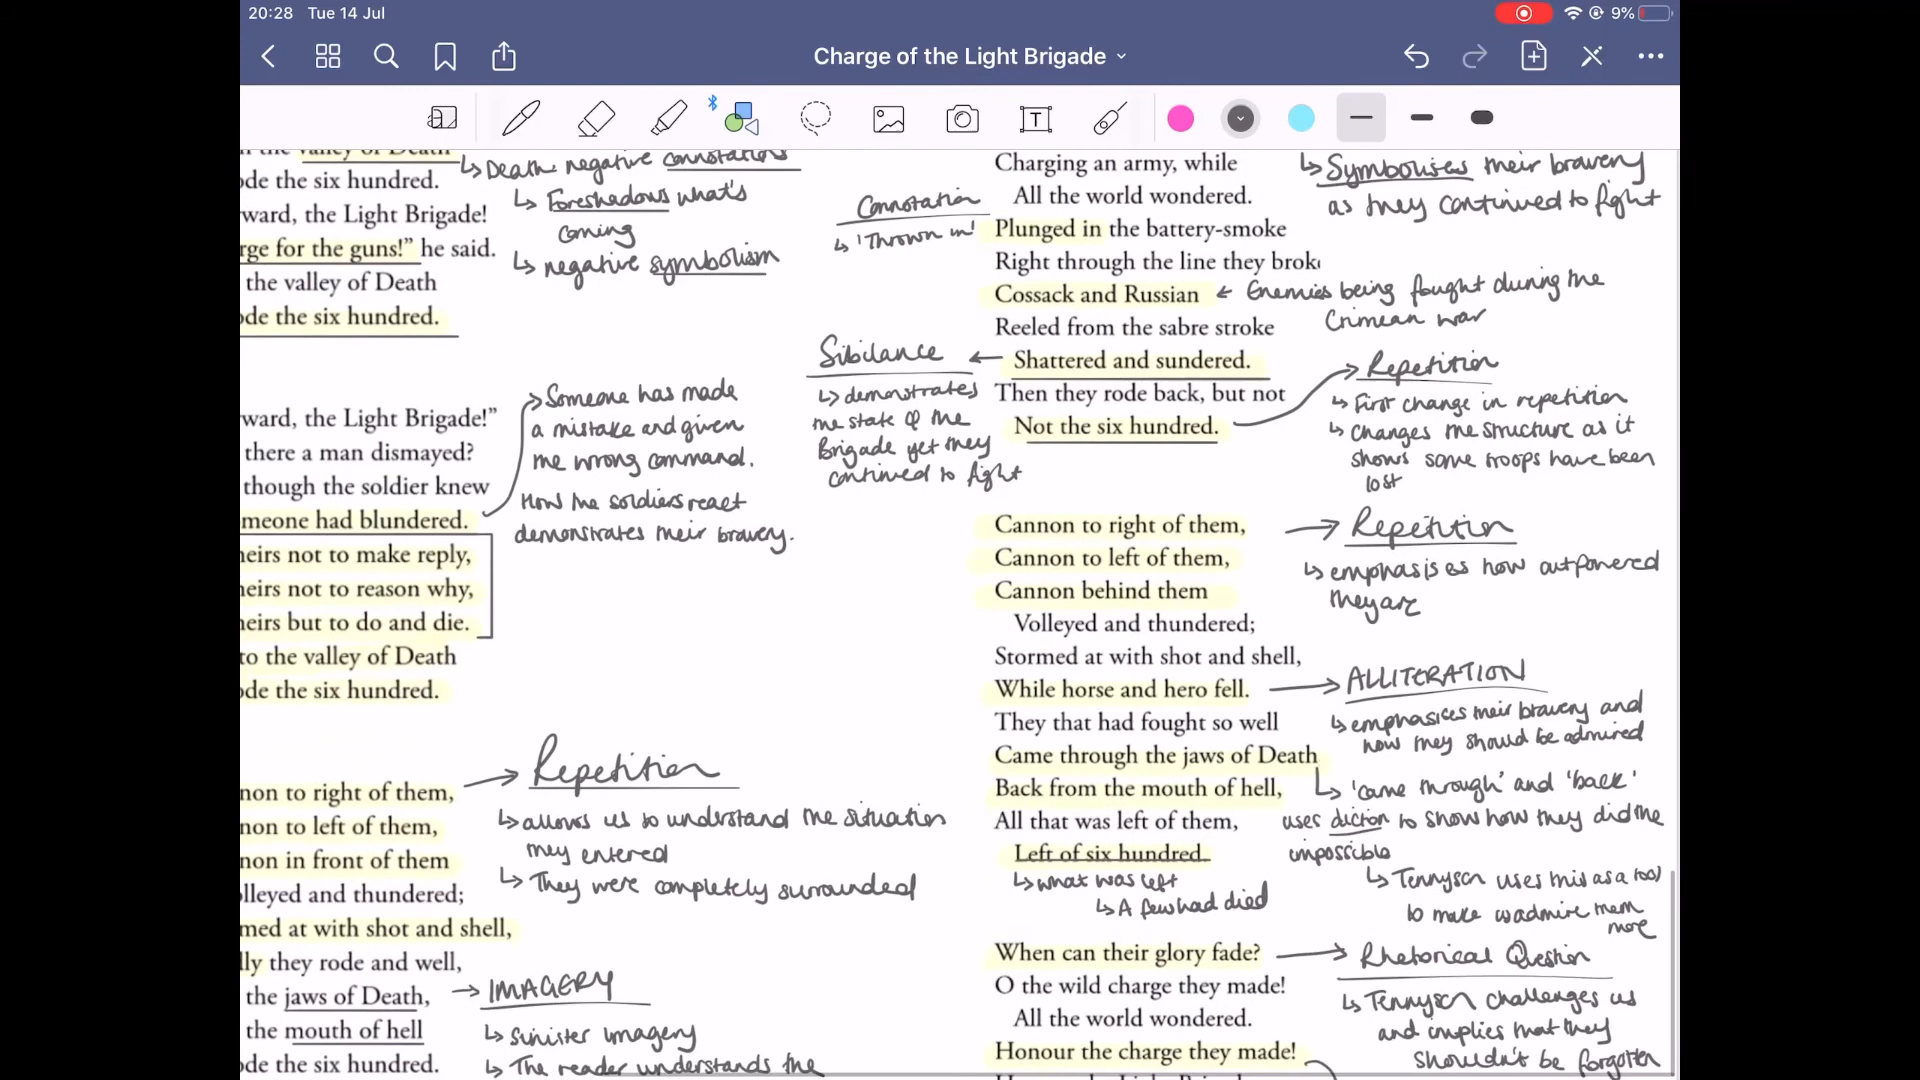 20:28 Tue 14 Jul
9%
Charge of the Light Brigade
T
valley of Death
ode the six hundred.
ward, the Light Brigade!
rge for the guns!” he said.
the valley of Death
ode the six hundred.
↳ Death - negative connotations
↳ Foreshadows what's
coming
↳ negative symbolism
ward, the Light Brigade!”
there a man dismayed?
though the soldier knew
meone had blundered.
heirs not to make reply,
heirs not to reason why,
heirs but to do and die.
to the valley of Death
ode the six hundred.
Someone has made
a mistake and given
the wrong command.
How the soldiers react
demonstrates their bravery.
non to right of them,
non to left of them,
non in front of them
lleyed and thundered;
med at with shot and shell,
lly they rode and well,
the jaws of Death,
the mouth of hell
ode the six hundred.
Repetition
↳ allows us to understand the situation
they entered
↳ They were completely surrounded
IMAGERY
↳ Sinister imagery
↳ The reader understands the
Charging an army, while
All the world wondered.
Plunged in the battery-smoke
Right through the line they broke
Cossack and Russian
Reeled from the sabre stroke
Shattered and sundered.
Then they rode back, but not
Not the six hundred.
Connotation
↳ 'Thrown in'
Sibilance
↳ demonstrates
the state of the
Brigade yet they
continued to fight
↳ Symbolises their bravery
as they continued to fight
Enemies being fought during the
Crimean war
Repetition
↳ First change in repetition
↳ Changes the structure as it
shows some troops have been
lost
Cannon to right of them,
Cannon to left of them,
Cannon behind them
Volleyed and thundered;
Stormed at with shot and shell,
While horse and hero fell.
They that had fought so well
Came through the jaws of Death
Back from the mouth of hell,
All that was left of them,
Left of six hundred.
↳ what was left
↳ A few had died
Repetition
↳ emphasises how outpowered
they are
ALLITERATION
↳ emphasises their bravery and
how they should be admired
↳ 'came through' and 'back'
uses diction to show how they did the
impossible
↳ Tennyson uses this as a tool
to make us admire them
more
When can their glory fade?
O the wild charge they made!
All the world wondered.
Honour the charge they made!
Rhetorical Question
↳ Tennyson challenges us
and implies that they
shouldn't be forgotten